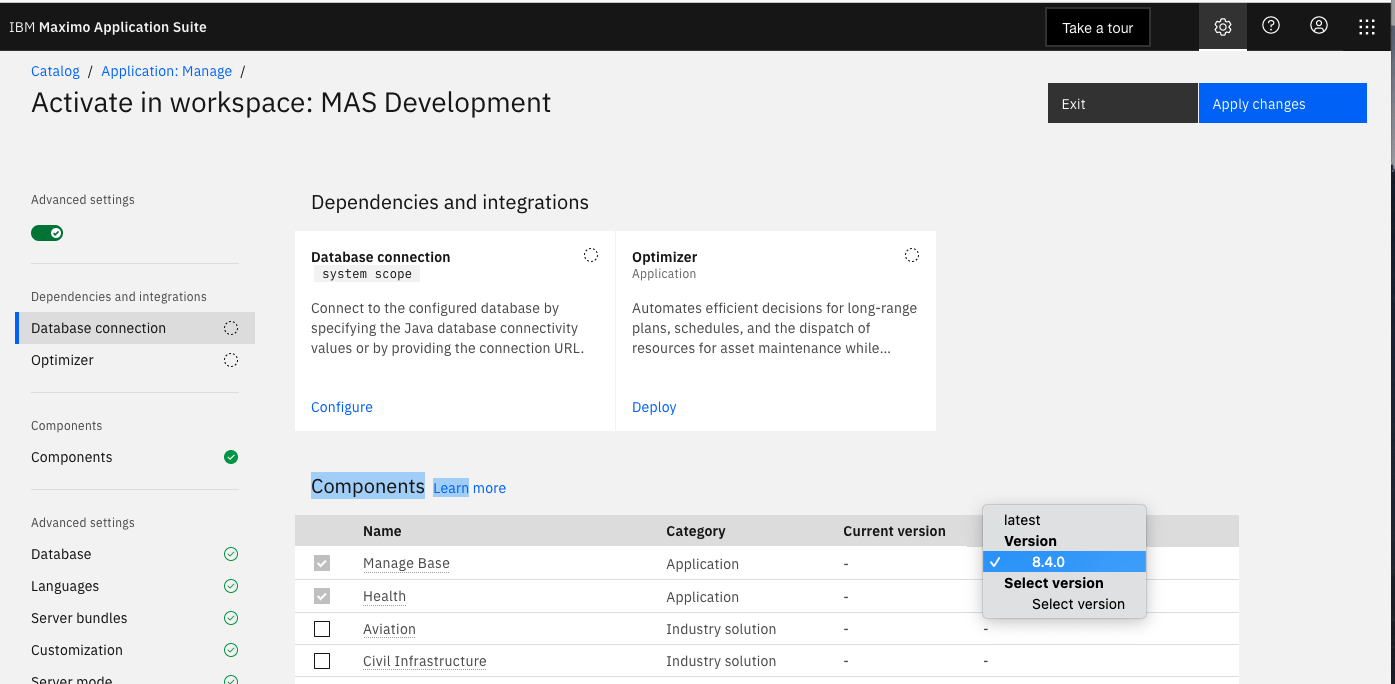 IBM Maximo Application Suite
Take a tour
Catalog / Application: Manage /
Activate in workspace: MAS Development
Exit
Apply changes
Advanced settings
Dependencies and integrations
Database connection
Optimizer
Components
Components
Advanced settings
Database
Languages
Server bundles
Customization
Server mode
Dependencies and integrations
Database connection
system scope
Connect to the configured database by
specifying the Java database connectivity
values or by providing the connection URL.
Configure
Optimizer
Application
Automates efficient decisions for long-range
plans, schedules, and the dispatch of
resources for asset maintenance while...
Deploy
Components Learn more
Name Category Current version
Manage Base Application -
Health Application -
Aviation Industry solution - -
Civil Infrastructure Industry solution - -
latest
Version
✓ 8.4.0
Select version
Select version